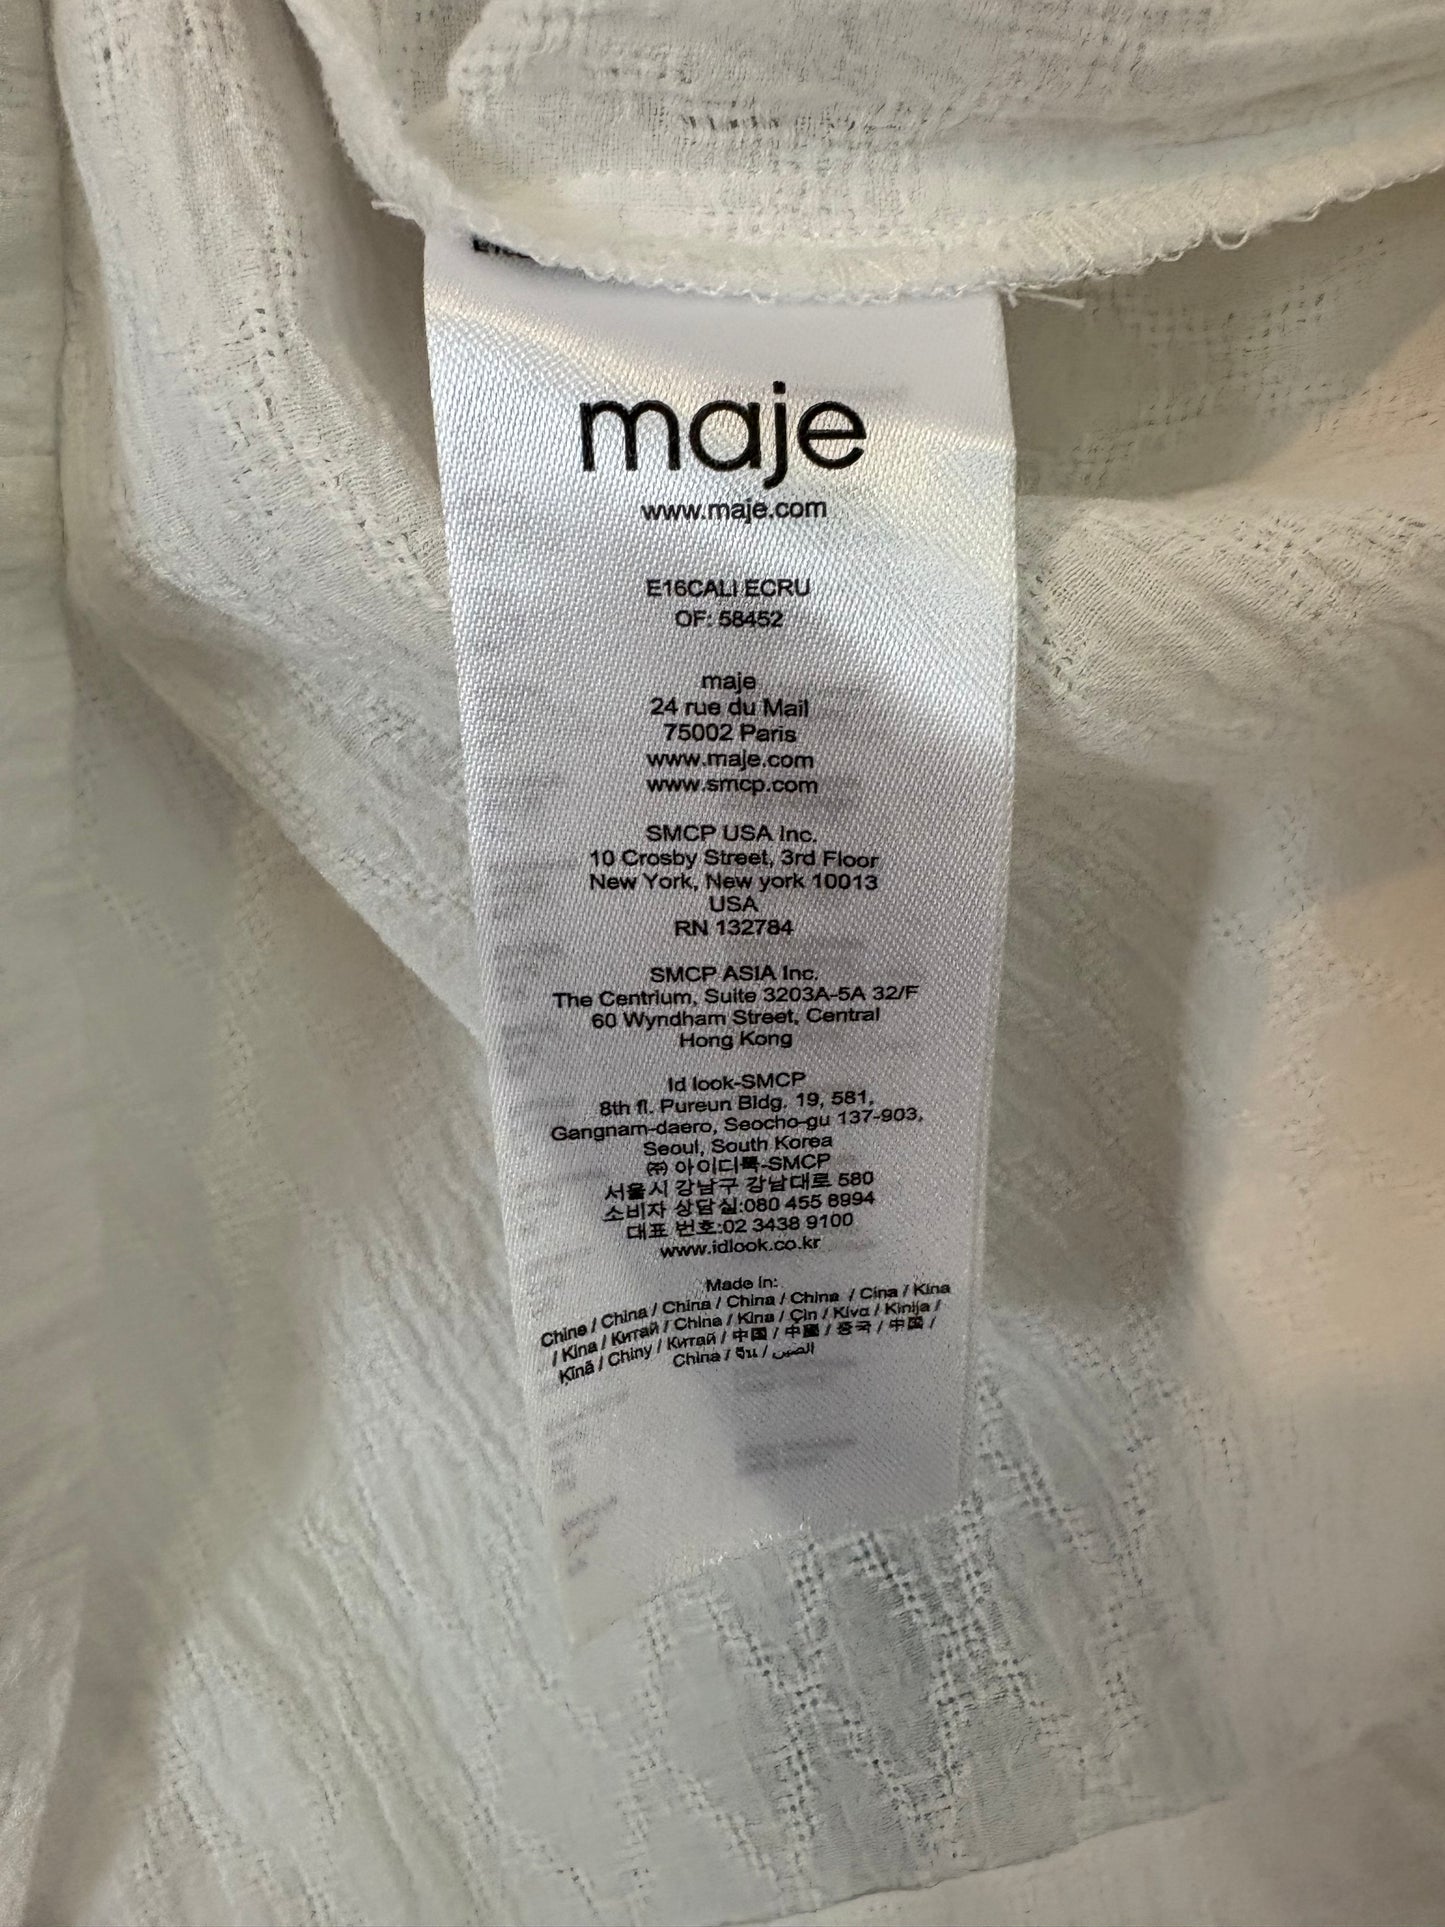 maje
www.maje.com
E16CALI ECRU
OF: 58452
maje
24 rue du Mail
75002 Paris
www.maje.com
www.smcp.com
SMCP USA Inc.
10 Crosby Street, 3rd Floor
New York, New york 10013
USA
RN 132784
SMCP ASIA Inc.
The Centrium, Suite 3203A-5A 32/F
60 Wyndham Street, Central
Hong Kong
Id look-SMCP
8th fl. Pureun Bldg. 19, 581,
Gangnam-daero, Seocho-gu 137-903,
Seoul, South Korea
㈜ 아이디룩-SMCP
서울시 강남구 강남대로 580
소비자 상담실:080 455 8994
대표 번호:02 3438 9100
www.idlook.co.kr
Made in:
Chine / China / China / China / China / Cina / Kina
/ Kina / Китай / China / Kina / Çin / Κίνα / Kinija /
Ķīnā / Chiny / Китай / 中国 / 中國 / 중국 / 中国 /
China / จีน / الصين